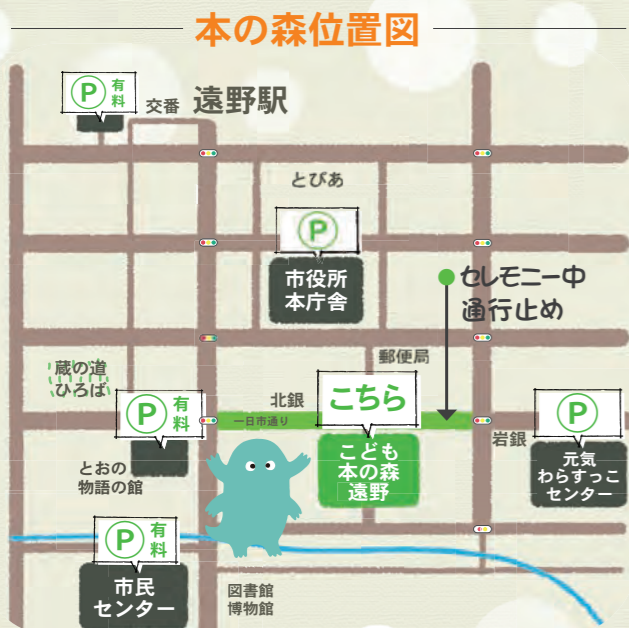 本の森位置図
P 有料
交番 遠野駅
とぴあ
P
市役所
本庁舎
セレモニー中
通行止め
郵便局
蔵の道
ひろば
P 有料
北銀
こちら
一日市通り
P
岩銀
とおの
物語の館
こども
本の森
遠野
元気
わらすっこ
センター
P 有料
市民
センター
図書館
博物館